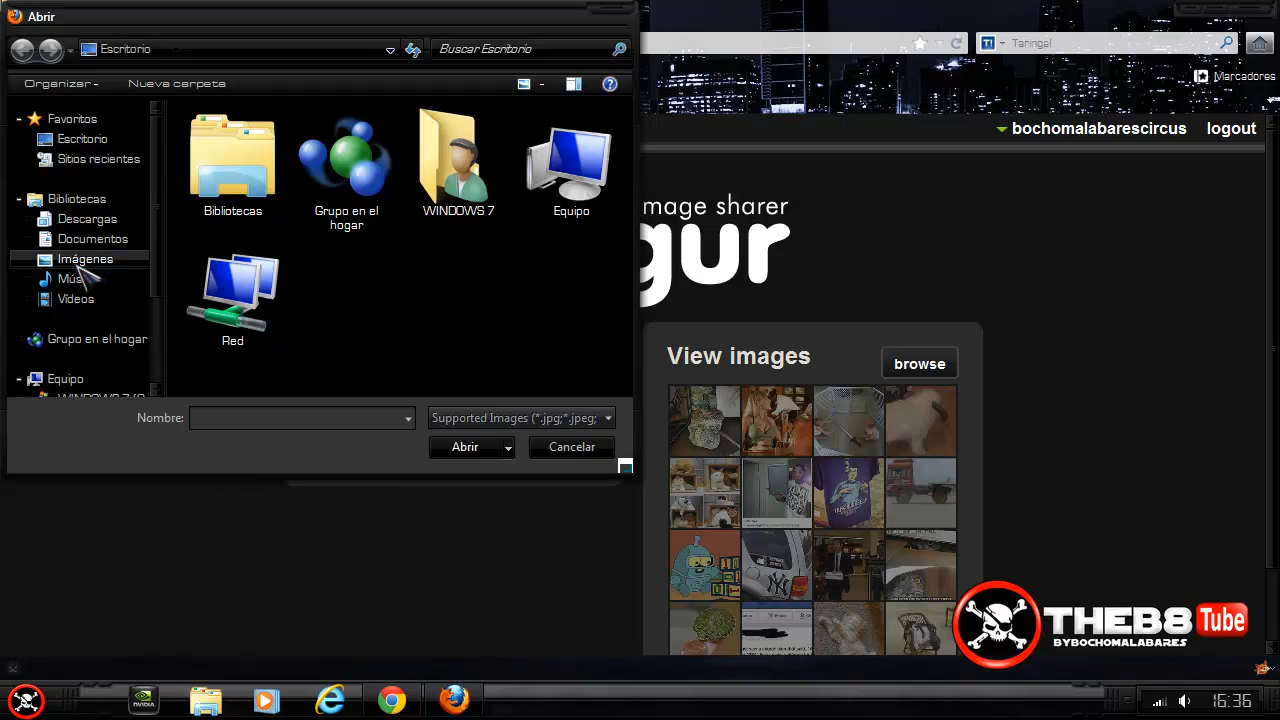 Abrir
Escritorio
Buscar Escritorio
Taringa!
Organizar
Nueva carpeta
Marcadores
Favoritos
Escritorio
Sitios recientes
Bibliotecas
Descargas
Documentos
Imágenes
Vídeos
Grupo en el hogar
Equipo
Bibliotecas
Grupo en el hogar
WINDOWS 7
Equipo
Red
Nombre:
Supported Images (*.jpg;*.jpeg;
Abrir
Cancelar
bochomalabarescircus
logout
mage sharer
gur
View images
browse
THEB8 Tube
BYBOCHOMALABARES
NVIDIA
16:36